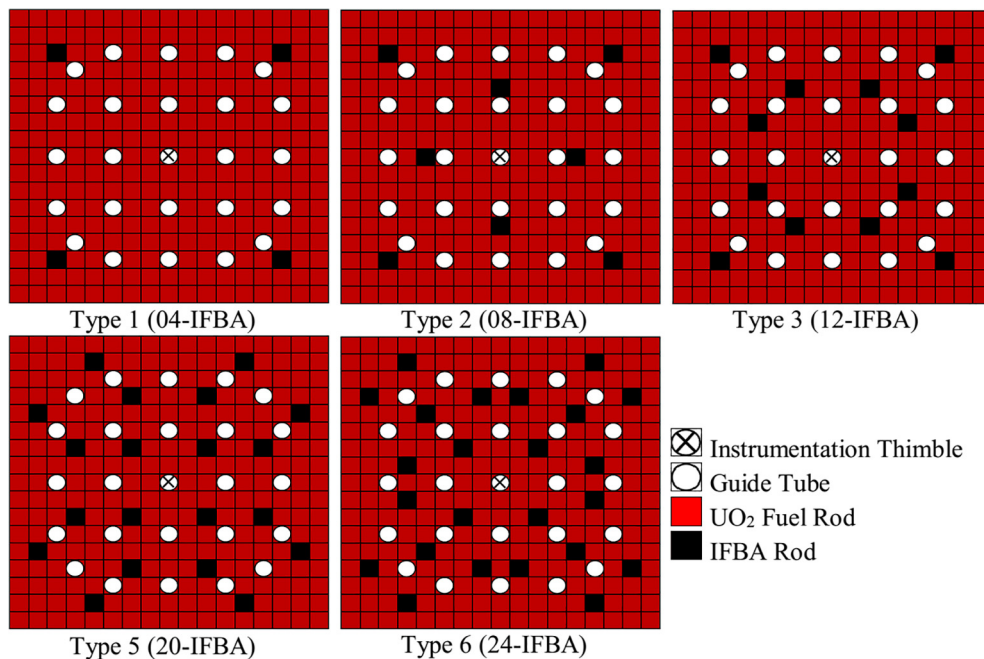 Type 1 (04-IFBA)
Type 2 (08-IFBA)
Type 3 (12-IFBA)
Type 5 (20-IFBA)
Type 6 (24-IFBA)
Instrumentation Thimble
Guide Tube
UO₂ Fuel Rod
IFBA Rod